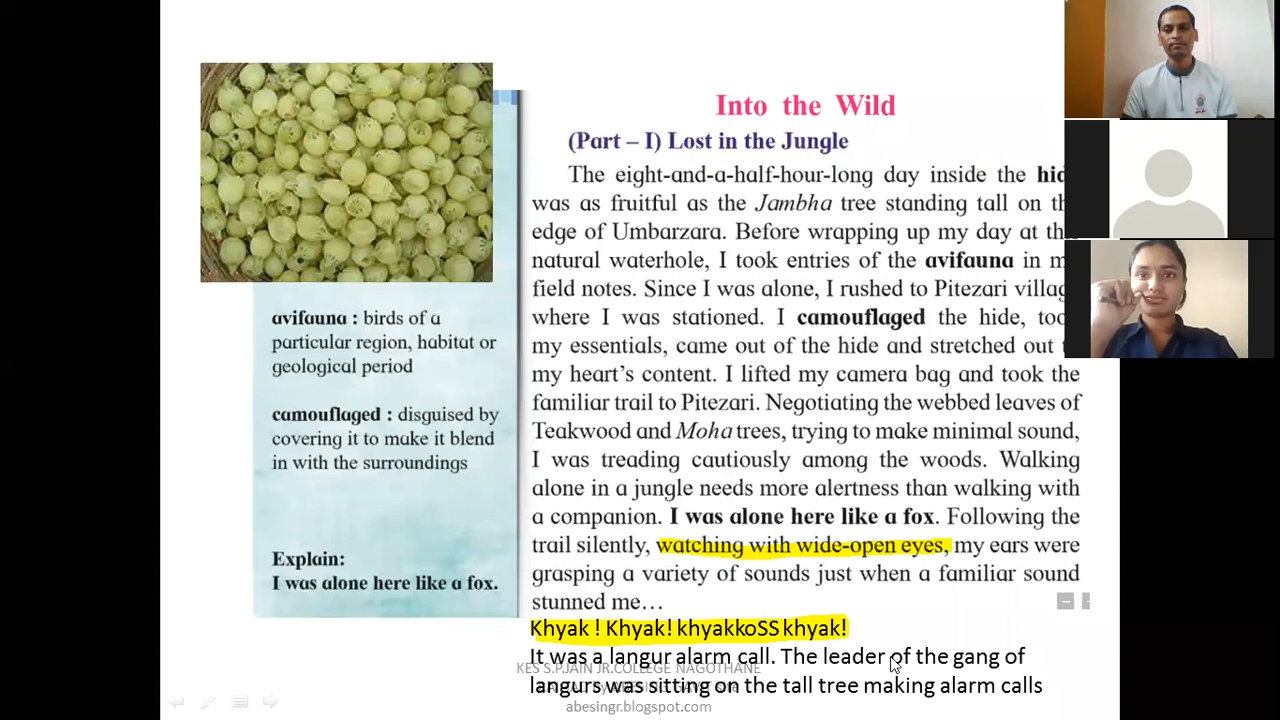 Into the Wild
(Part – I) Lost in the Jungle
The eight-and-a-half-hour-long day inside the hid
was as fruitful as the Jambha tree standing tall on th
edge of Umbarzara. Before wrapping up my day at th
natural waterhole, I took entries of the avifauna in m
field notes. Since I was alone, I rushed to Pitezari villag
where I was stationed. I camouflaged the hide, too
my essentials, came out of the hide and stretched out t
my heart's content. I lifted my camera bag and took the
familiar trail to Pitezari. Negotiating the webbed leaves of
Teakwood and Moha trees, trying to make minimal sound,
I was treading cautiously among the woods. Walking
alone in a jungle needs more alertness than walking with
a companion. I was alone here like a fox. Following the
trail silently, watching with wide-open eyes, my ears were
grasping a variety of sounds just when a familiar sound
stunned me…
Khyak ! Khyak! khyakkoSS khyak!
It was a langur alarm call. The leader of the gang of
langurs was sitting on the tall tree making alarm calls
avifauna : birds of a
particular region, habitat or
geological period
camouflaged : disguised by
covering it to make it blend
in with the surroundings
Explain:
I was alone here like a fox.
KES S.P.JAIN JR.COLLEGE NAGOTHANE
abesingr.blogspot.com